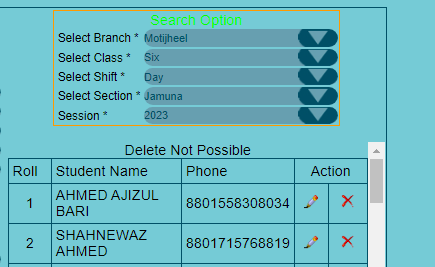 Search Option
Select Branch * Motijheel
Select Class * Six
Select Shift * Day
Select Section * Jamuna
Session * 2023
Delete Not Possible
Roll Student Name Phone Action
1 AHMED AJIZUL BARI 8801558308034
2 SHAHNEWAZ AHMED 8801715768819